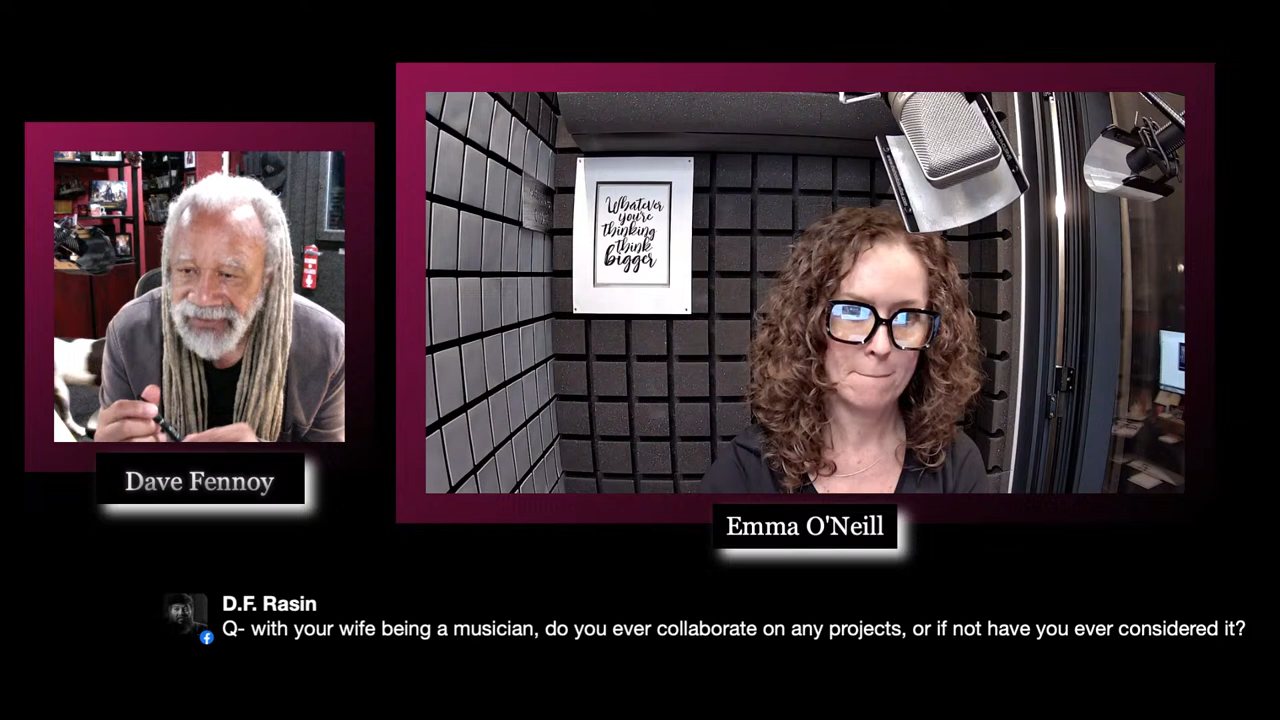 Whatever
you're
thinking
think
bigger
Dave Fennoy
Emma O'Neill
D.F. Rasin
Q- with your wife being a musician, do you ever collaborate on any projects, or if not have you ever considered it?